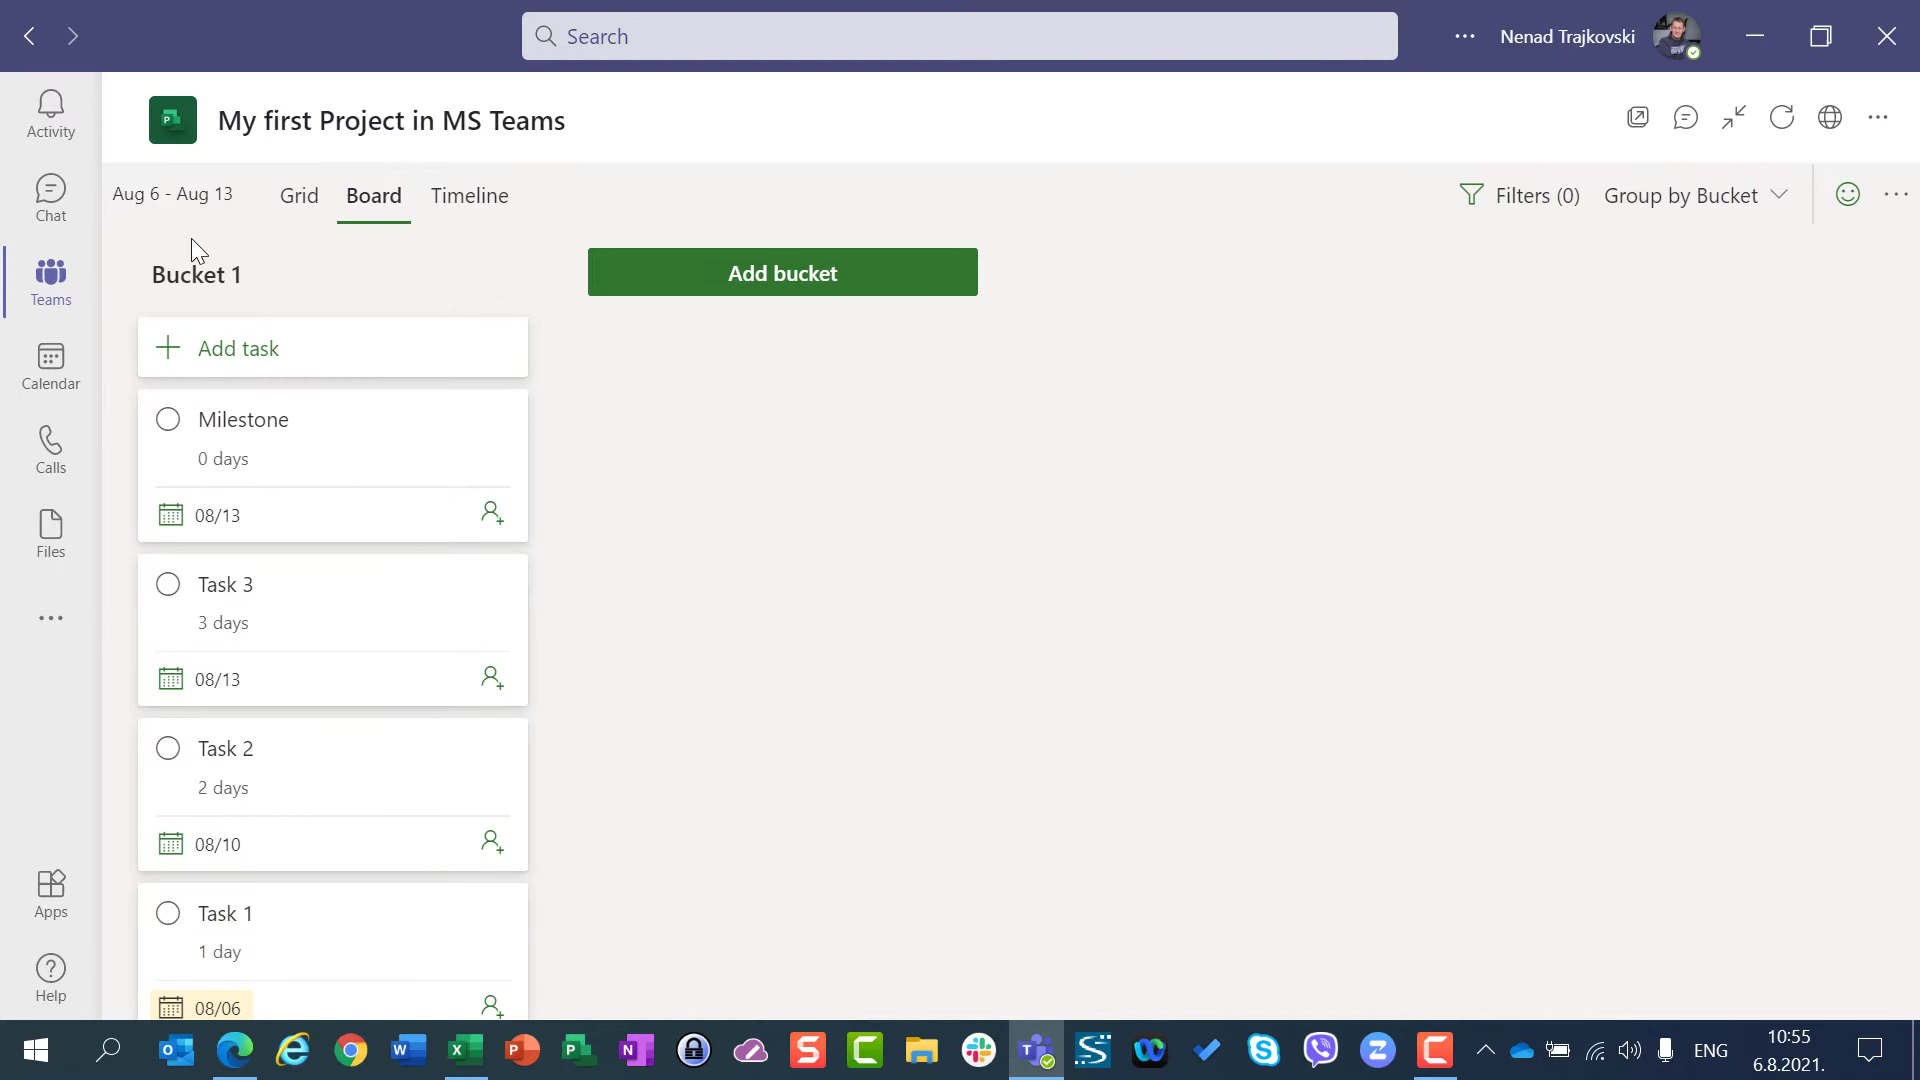 Search
Nenad Trajkovski
Activity
Chat
Teams
Calendar
Calls
Files
Apps
Help
My first Project in MS Teams
Aug 6 - Aug 13
Grid
Board
Timeline
Filters (0)
Group by Bucket
Bucket 1
Add bucket
Add task
Milestone
0 days
08/13
Task 3
3 days
08/13
Task 2
2 days
08/10
Task 1
1 day
08/06
ENG
10:55
6.8.2021.